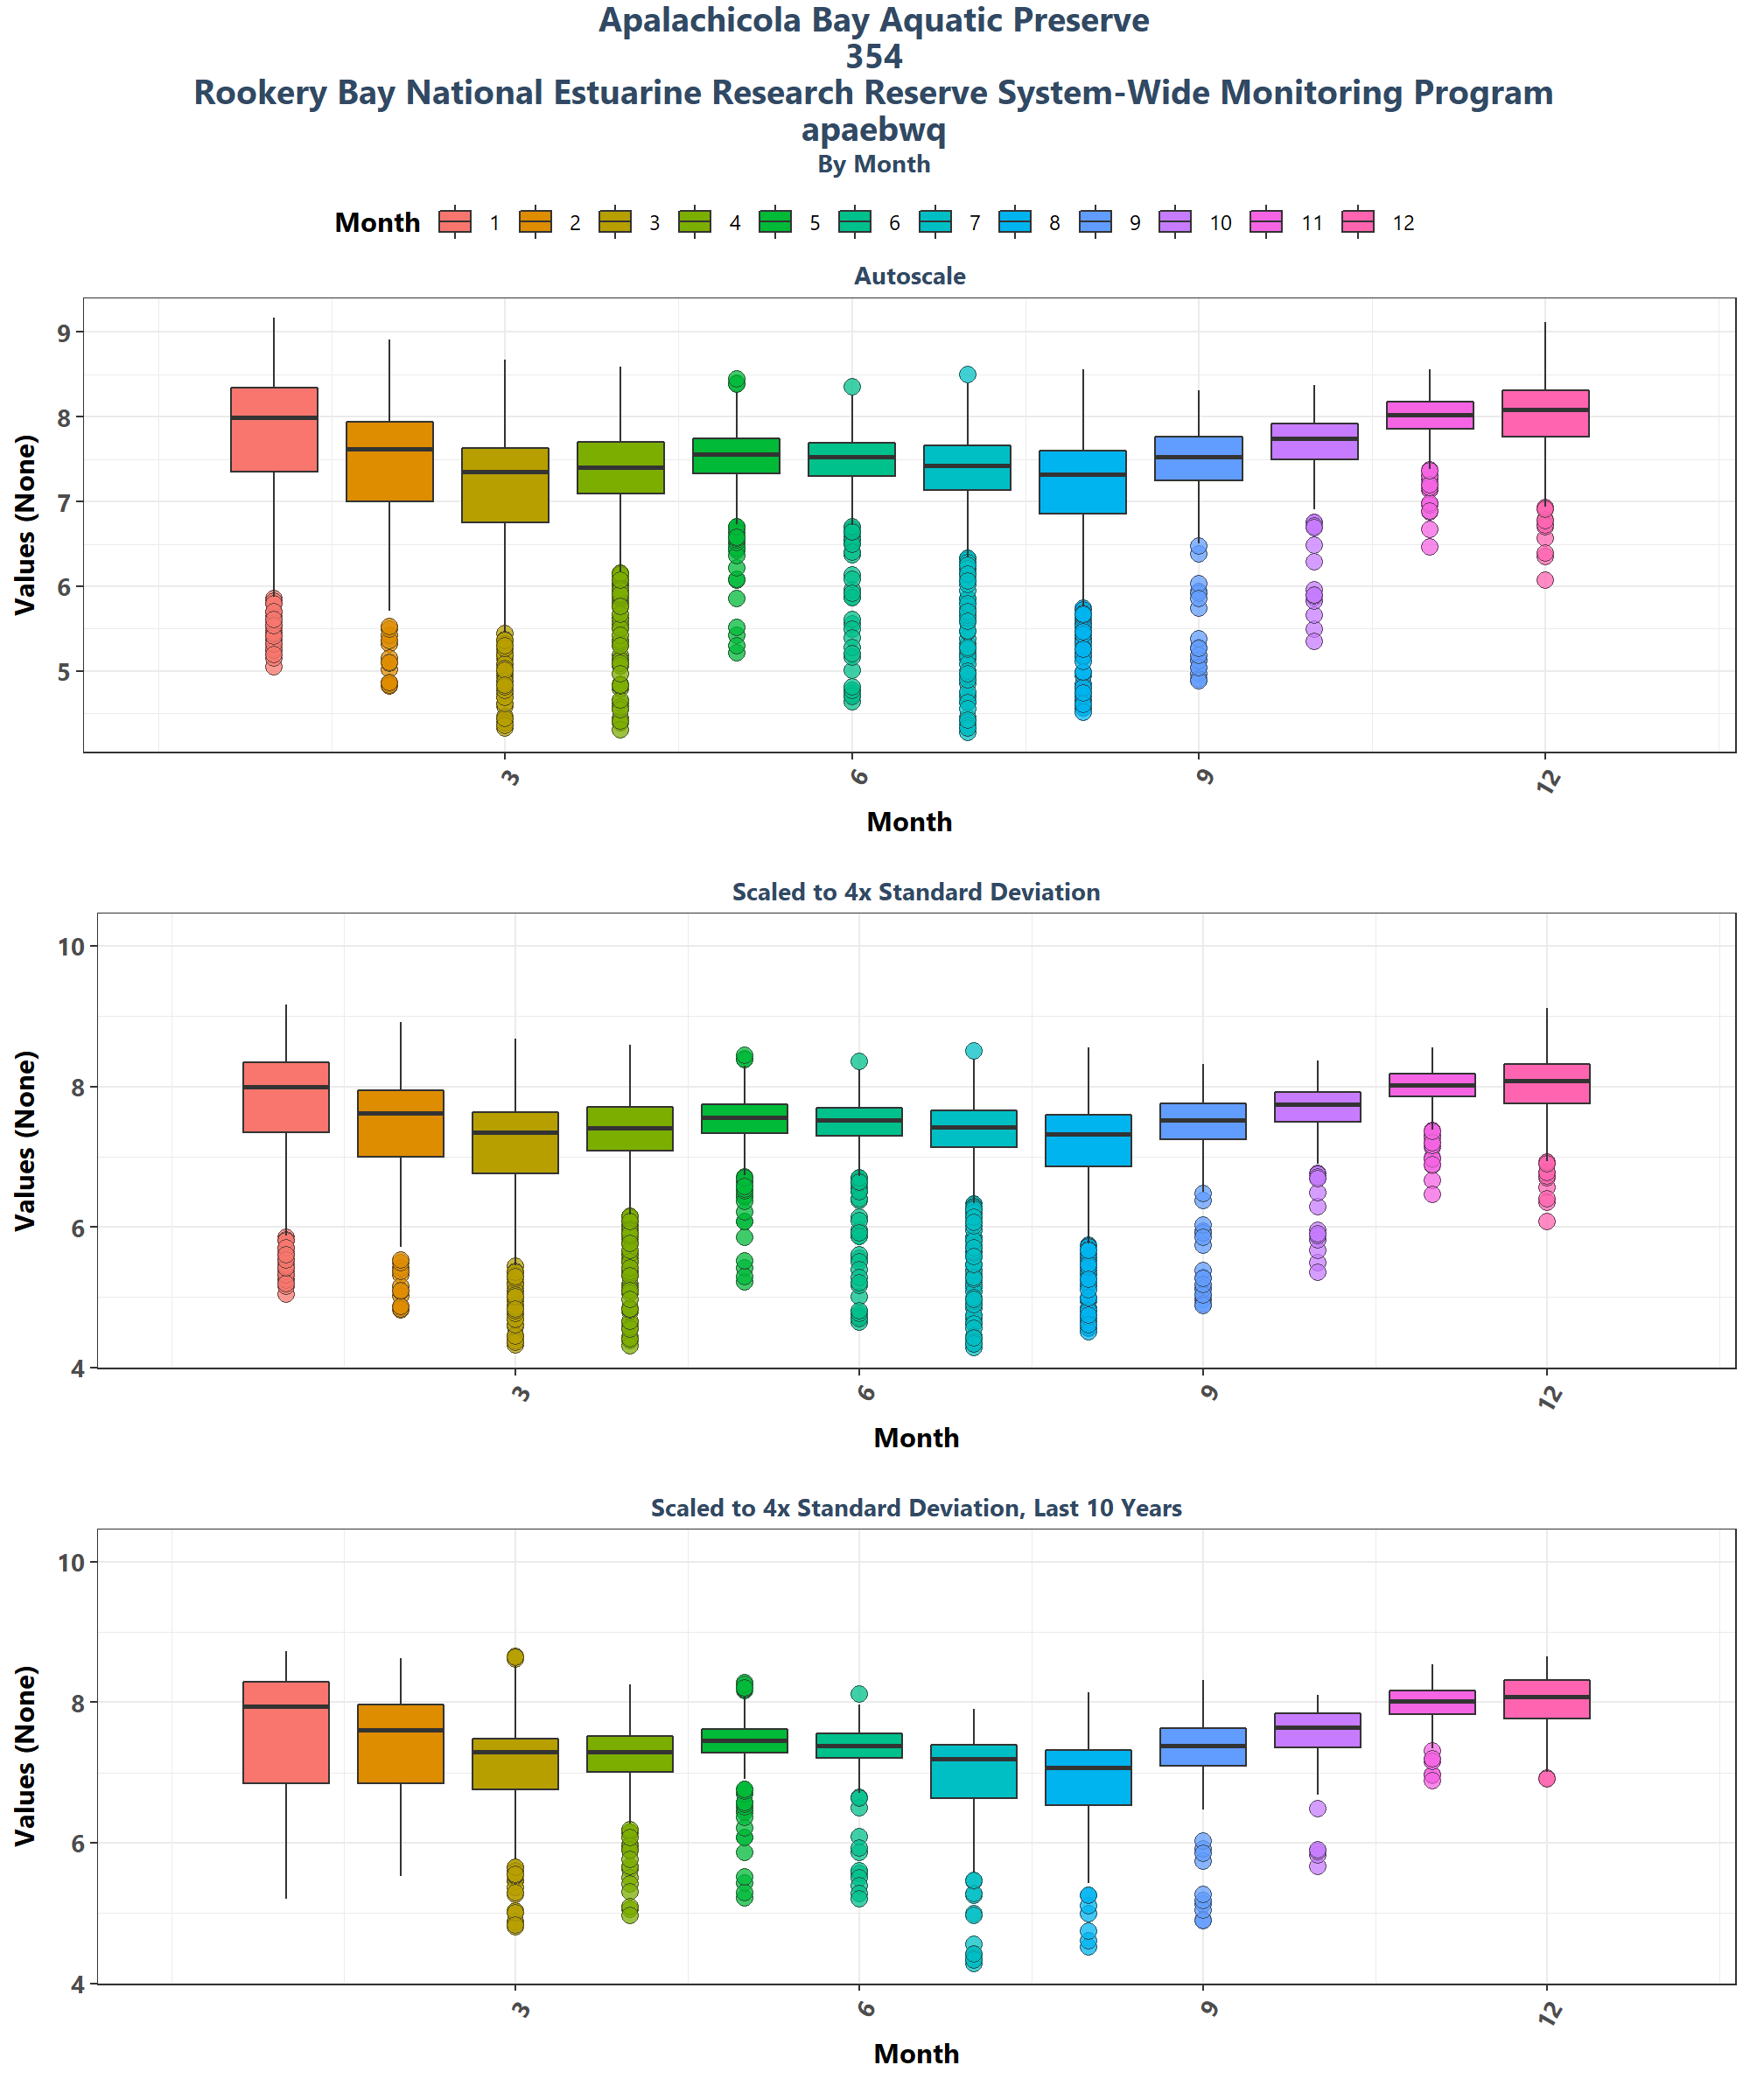 Apalachicola Bay Aquatic Preserve
354
Rookery Bay National Estuarine Research Reserve System-Wide Monitoring Program
apaebwq
By Month
Month 1 2 3 4 5 6 7 8 9 10 11 12
Autoscale
Values (None)
9
8
7
6
5
3 6 9 12
Month
Scaled to 4x Standard Deviation
Values (None)
10
8
6
4
3 6 9 12
Month
Scaled to 4x Standard Deviation, Last 10 Years
Values (None)
10
8
6
4
3 6 9 12
Month